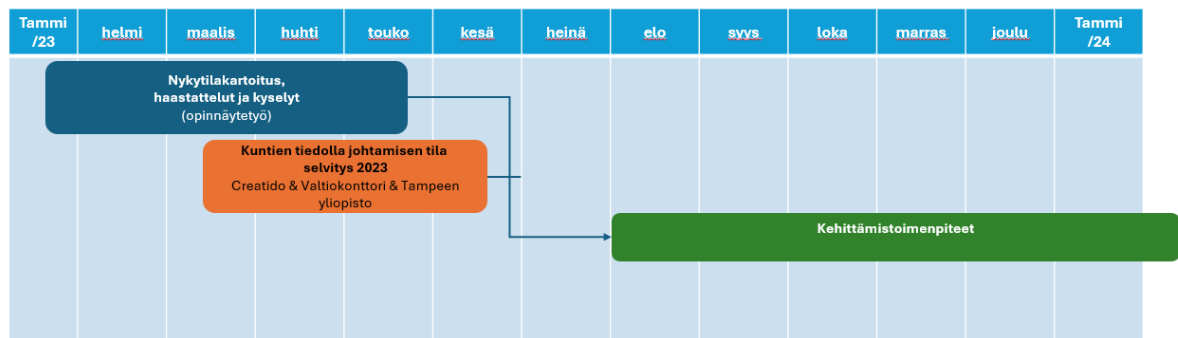 Tammi
/23
helmi
maalis
huhti
touko
kesä
heinä
elo
syys
loka
marras
joulu
Tammi
/24
Nykytilakartoitus,
haastattelut ja kyselyt
(opinnäytetyö)
Kuntien tiedolla johtamisen tila
selvitys 2023
Creatido & Valtiokonttori & Tampeen
yliopisto
Kehittämistoimenpiteet